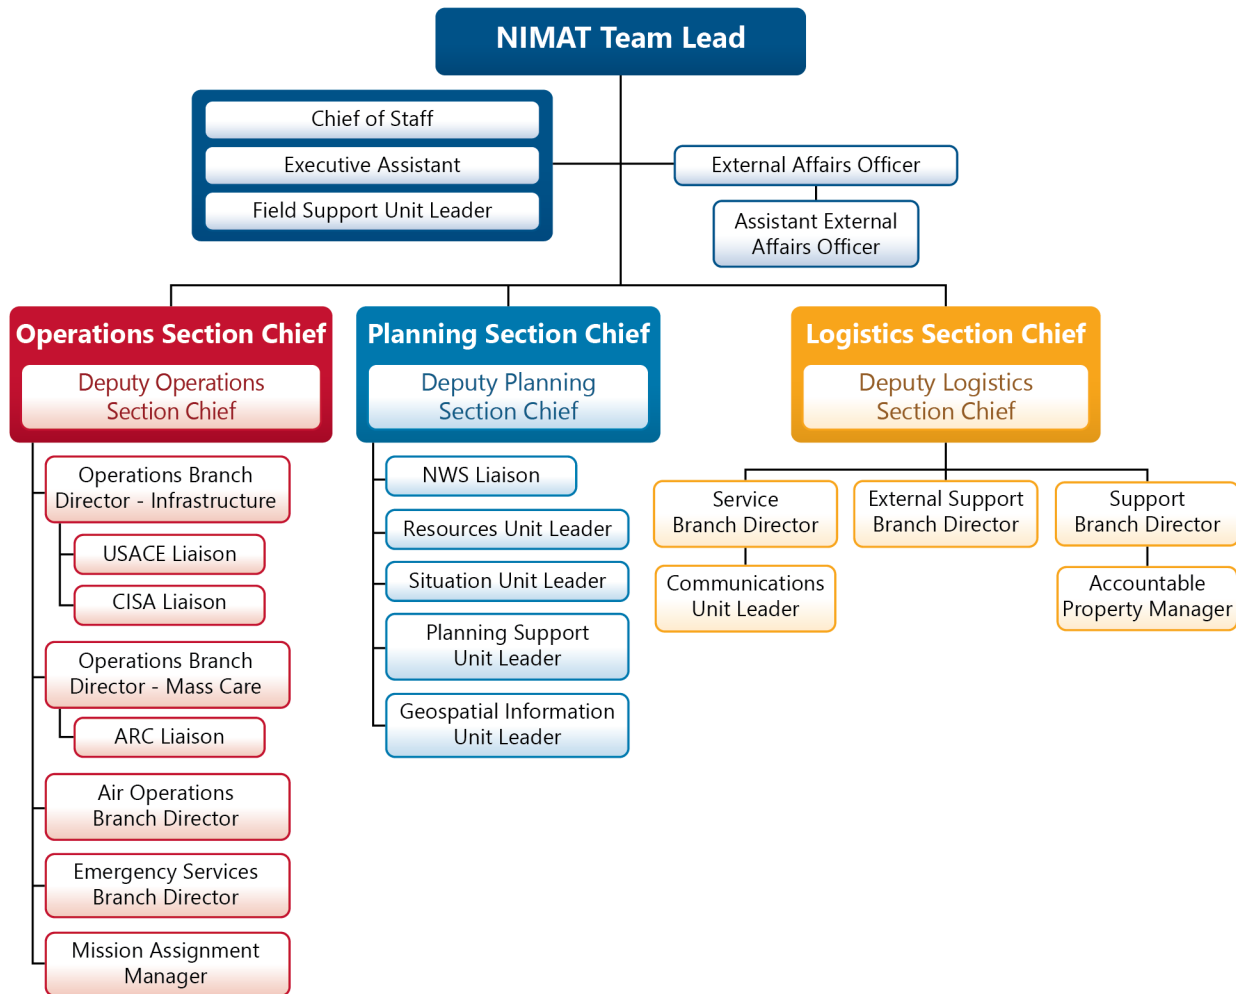 NIMAT Team Lead
Chief of Staff
Executive Assistant
Field Support Unit Leader
External Affairs Officer
Assistant External
Affairs Officer
Operations Section Chief
Deputy Operations
Section Chief
Operations Branch
Director - Infrastructure
USACE Liaison
CISA Liaison
Operations Branch
Director - Mass Care
ARC Liaison
Air Operations
Branch Director
Emergency Services
Branch Director
Mission Assignment
Manager
Planning Section Chief
Deputy Planning
Section Chief
NWS Liaison
Resources Unit Leader
Situation Unit Leader
Planning Support
Unit Leader
Geospatial Information
Unit Leader
Logistics Section Chief
Deputy Logistics
Section Chief
Service
Branch Director
Communications
Unit Leader
External Support
Branch Director
Support
Branch Director
Accountable
Property Manager